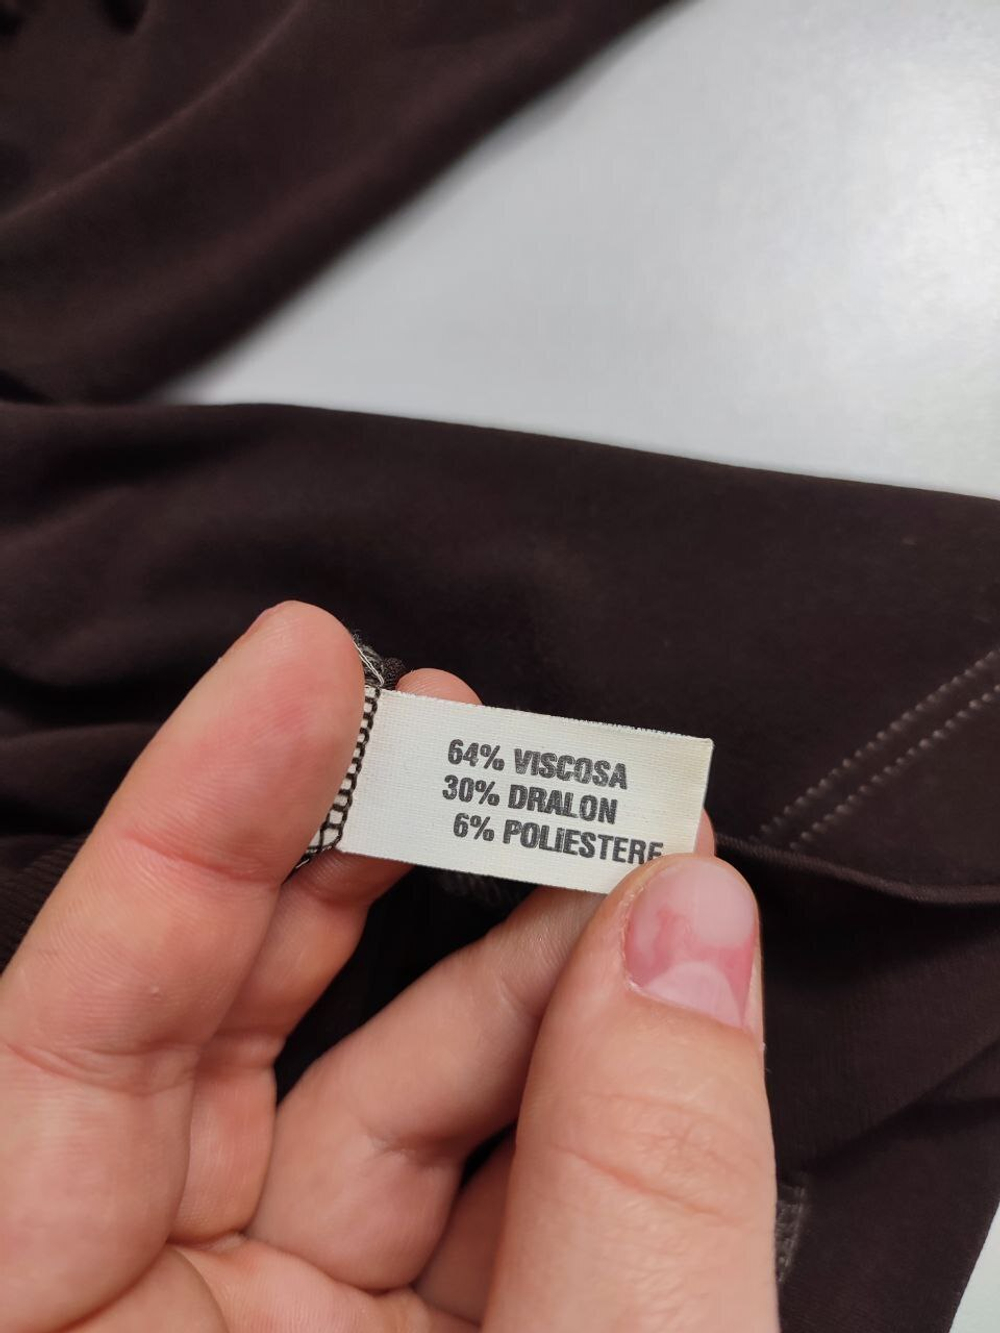 64% VISCOSA
30% DRALON
6% POLIESTERE